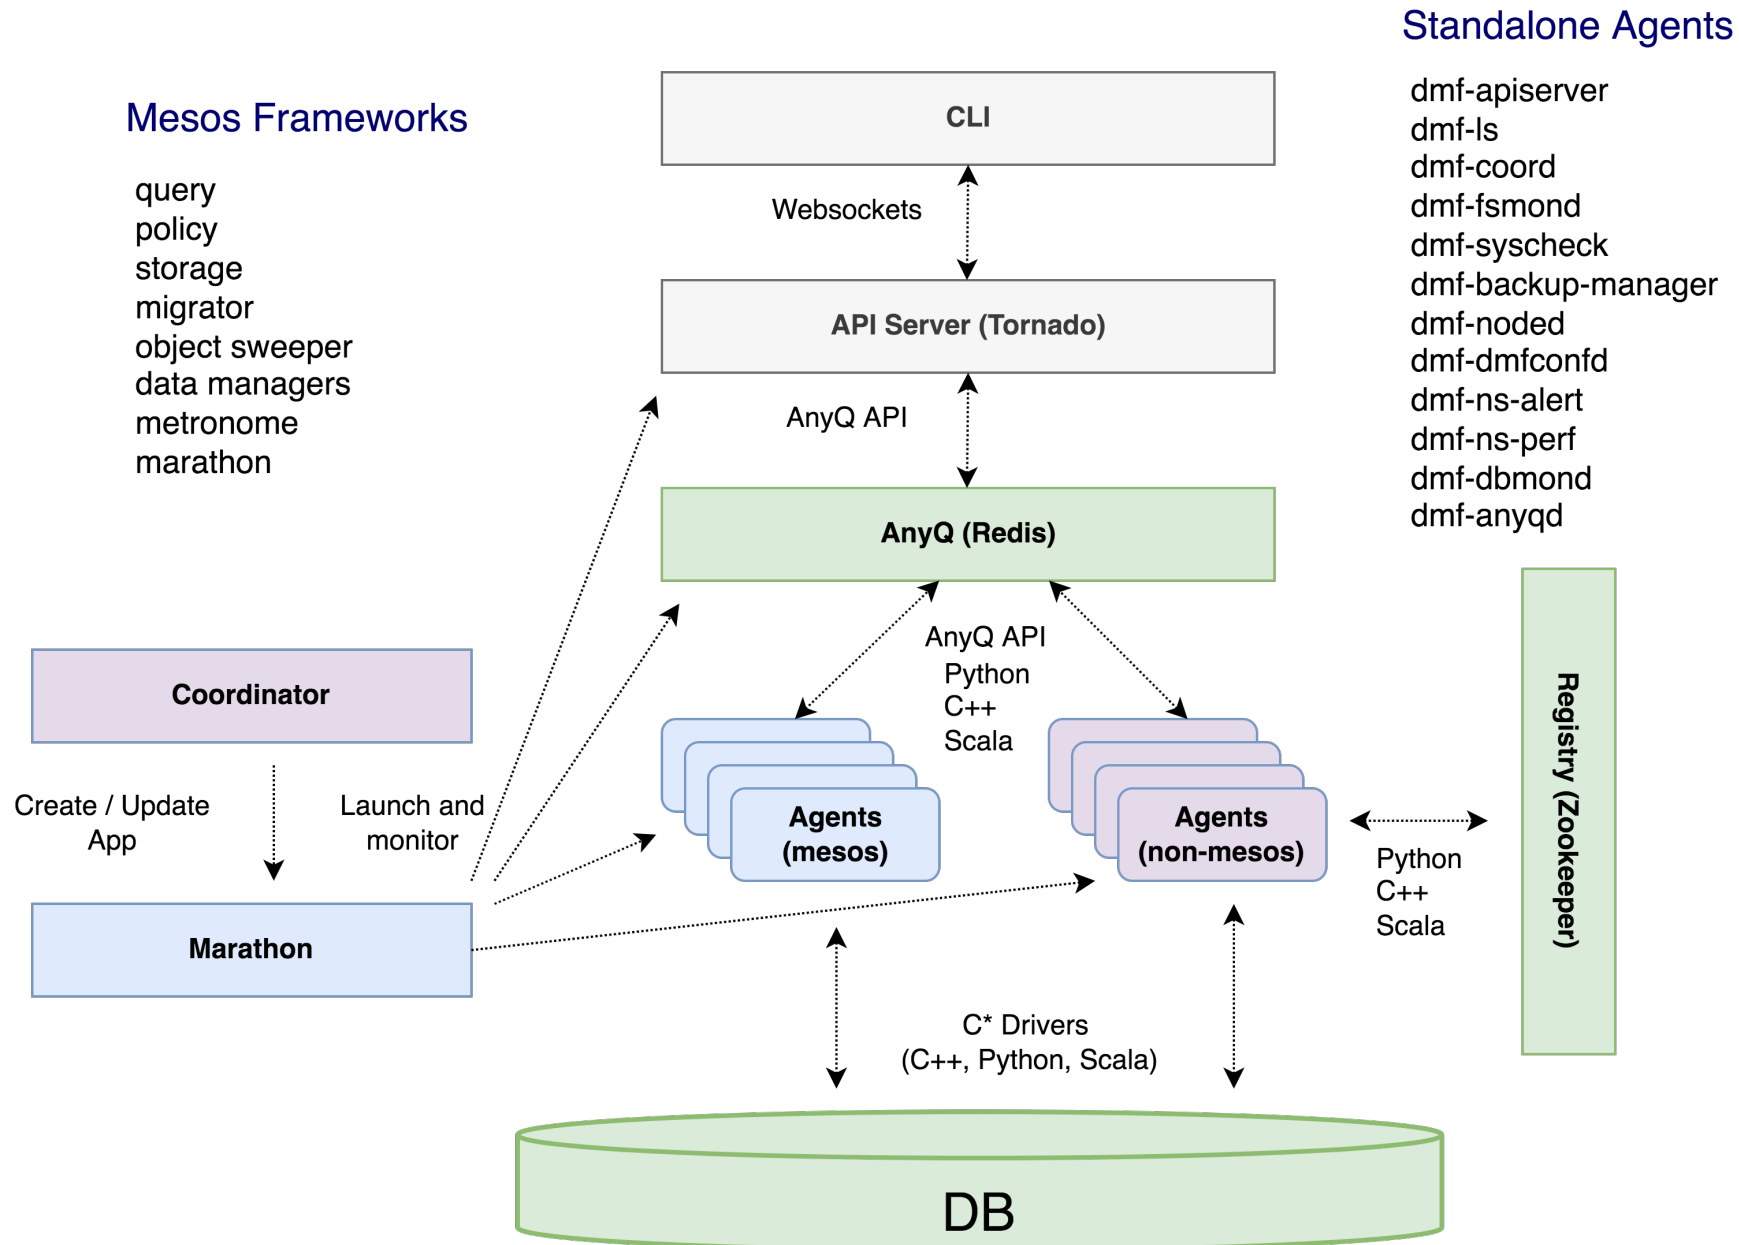 Standalone Agents
dmf-apiserver
dmf-ls
dmf-coord
dmf-fsmond
dmf-syscheck
dmf-backup-manager
dmf-noded
dmf-dmfconfd
dmf-ns-alert
dmf-ns-perf
dmf-dbmond
dmf-anyqd
Mesos Frameworks
query
policy
storage
migrator
object sweeper
data managers
metronome
marathon
CLI
Websockets
API Server (Tornado)
AnyQ API
AnyQ (Redis)
AnyQ API
Python
C++
Scala
Coordinator
Create / Update
App
Launch and
monitor
Marathon
Agents
(mesos)
Agents
(non-mesos)
Python
C++
Scala
Registry (Zookeeper)
C* Drivers
(C++, Python, Scala)
DB